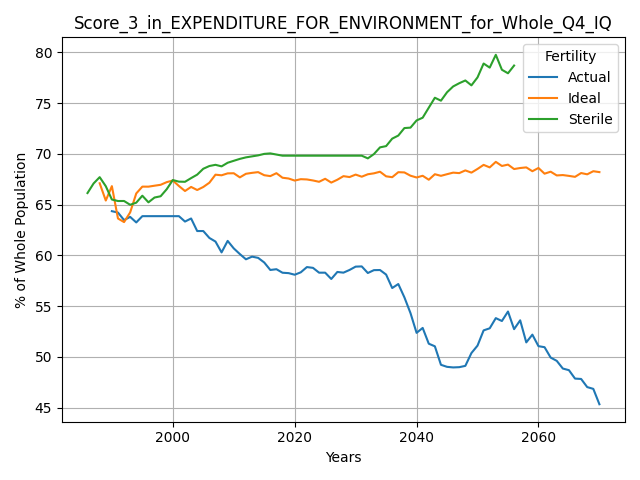 Score_3_in_EXPENDITURE_FOR_ENVIRONMENT_for_Whole_Q4_IQ
Fertility
Actual
Ideal
Sterile
% of Whole Population
80
75
70
65
60
55
50
45
2000
2020
2040
2060
Years